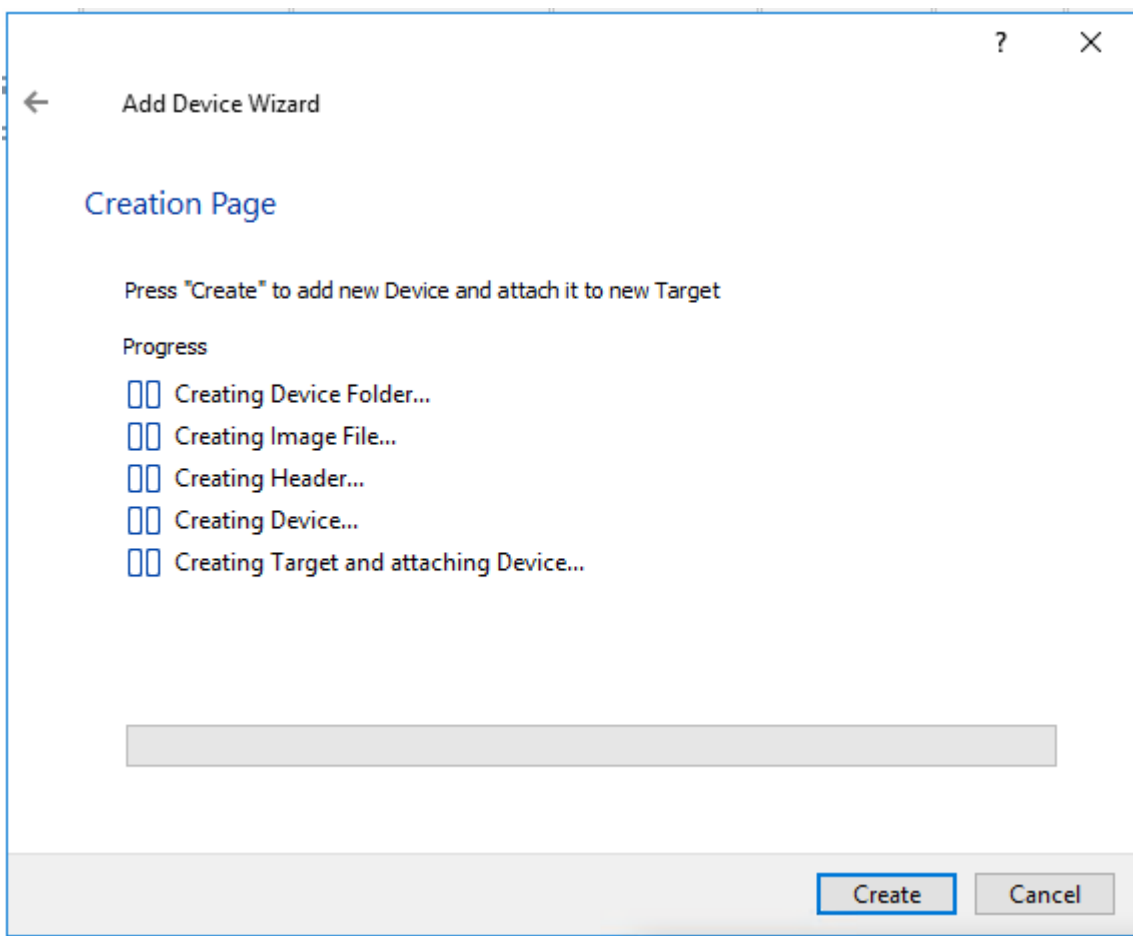 ?
Add Device Wizard
Creation Page
Press "Create" to add new Device and attach it to new Target
Progress
Creating Device Folder...
Creating Image File...
Creating Header...
Creating Device...
Creating Target and attaching Device...
Create Cancel